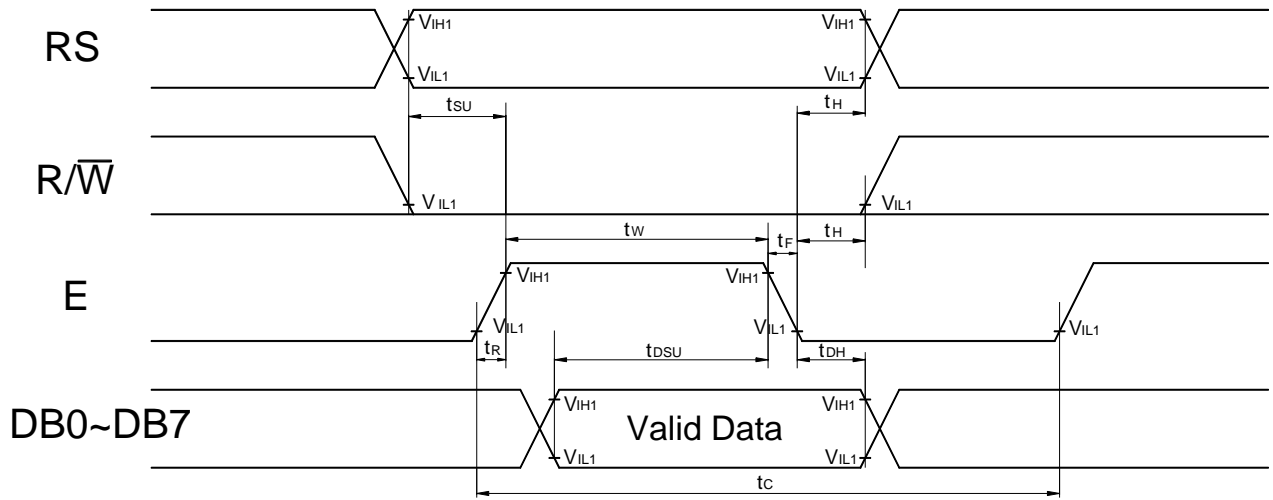 RS
VIH1
VIH1
VIL1
VIL1
tSU
tH
R/W̅
VIL1
VIL1
tW
tF
tH
E
VIH1
VIH1
VIL1
VIL1
VIL1
tR
tDSU
tDH
DB0~DB7
VIH1
Valid Data
VIH1
VIL1
VIL1
tC